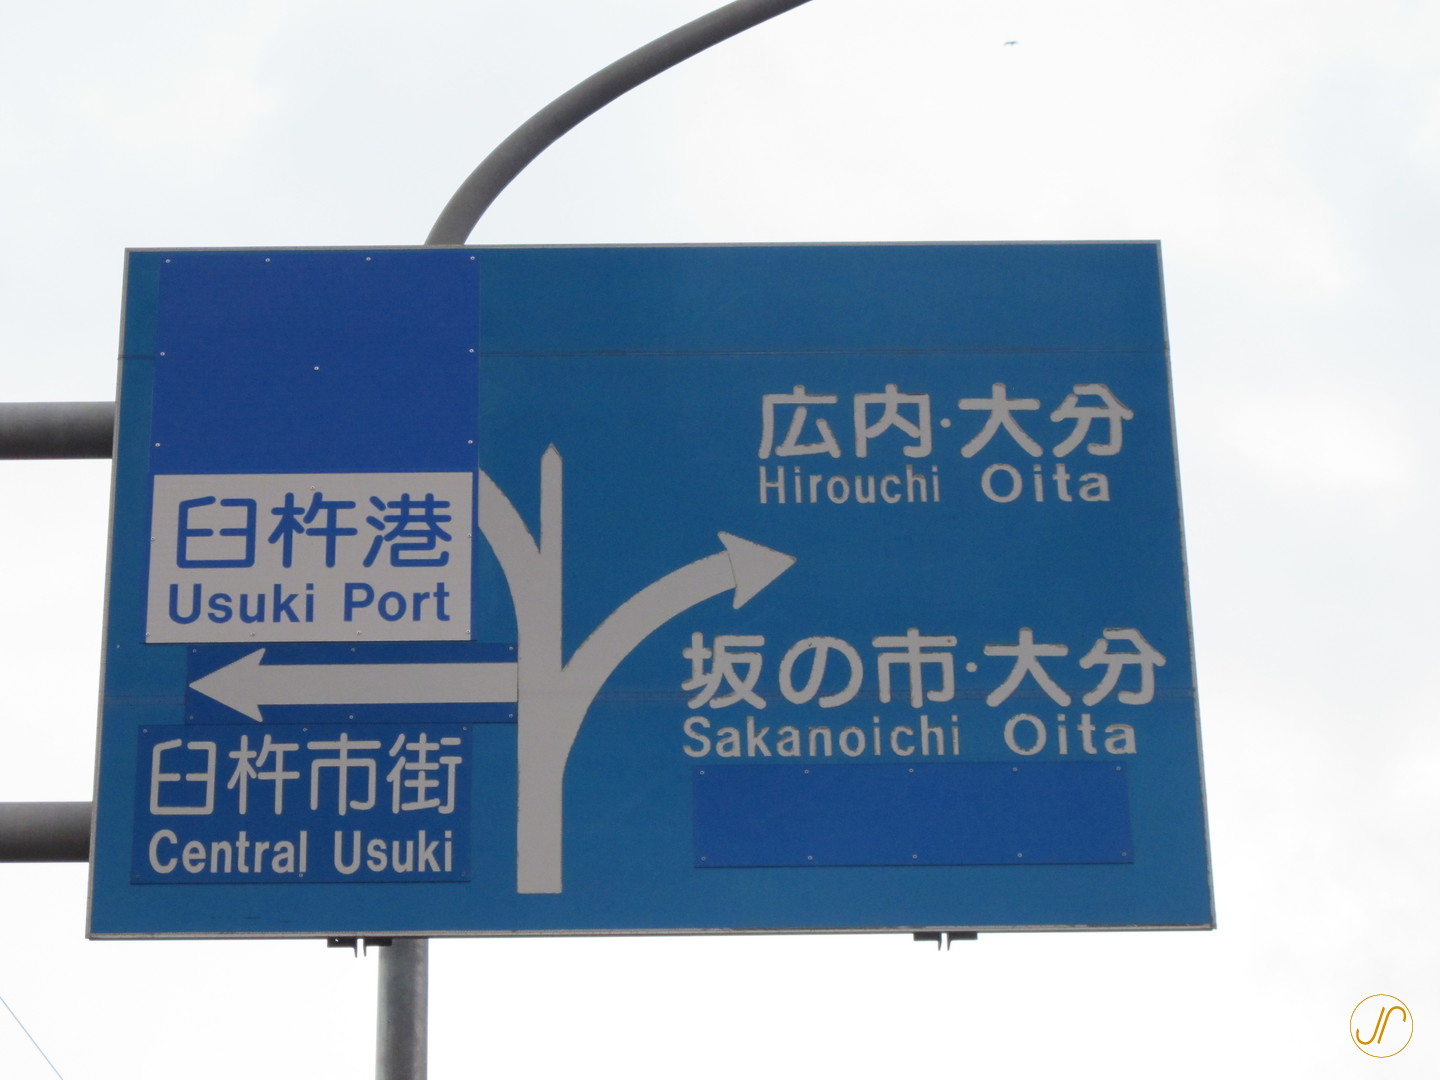 広内・大分
Hirouchi Oita
臼杵港
Usuki Port
坂の市・大分
Sakanoichi Oita
臼杵市街
Central Usuki